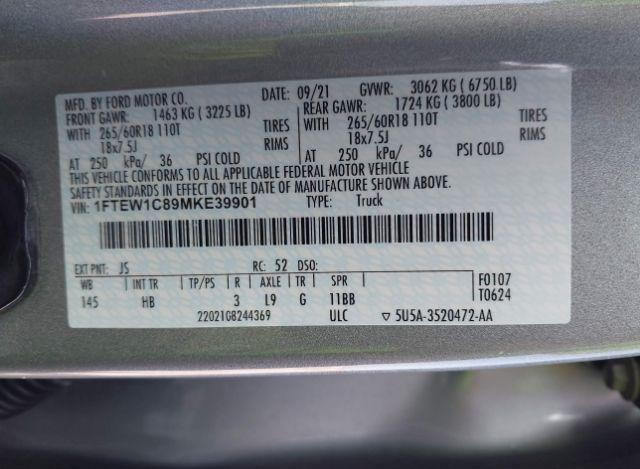 MFD. BY FORD MOTOR CO. DATE: 09/21 GVWR: 3062 KG ( 6750 LB)
FRONT GAWR: 1463 KG ( 3225 LB) REAR GAWR: 1724 KG ( 3800 LB)
WITH 265/60R18 110T TIRES WITH 265/60R18 110T TIRES
18x7.5J RIMS 18x7.5J RIMS
AT 250 kPa/ 36 PSI COLD AT 250 kPa/ 36 PSI COLD
THIS VEHICLE CONFORMS TO ALL APPLICABLE FEDERAL MOTOR VEHICLE
SAFETY STANDARDS IN EFFECT ON THE DATE OF MANUFACTURE SHOWN ABOVE.
VIN: 1FTEW1C89MKE39901 TYPE: Truck
EXT PNT: JS RC: 52 DSO:
WB INT TR TP/PS R AXLE TR SPR F0107
145 HB 3 L9 G 11BB T0624
22021G8244369 ULC ▽ 5U5A-3520472-AA